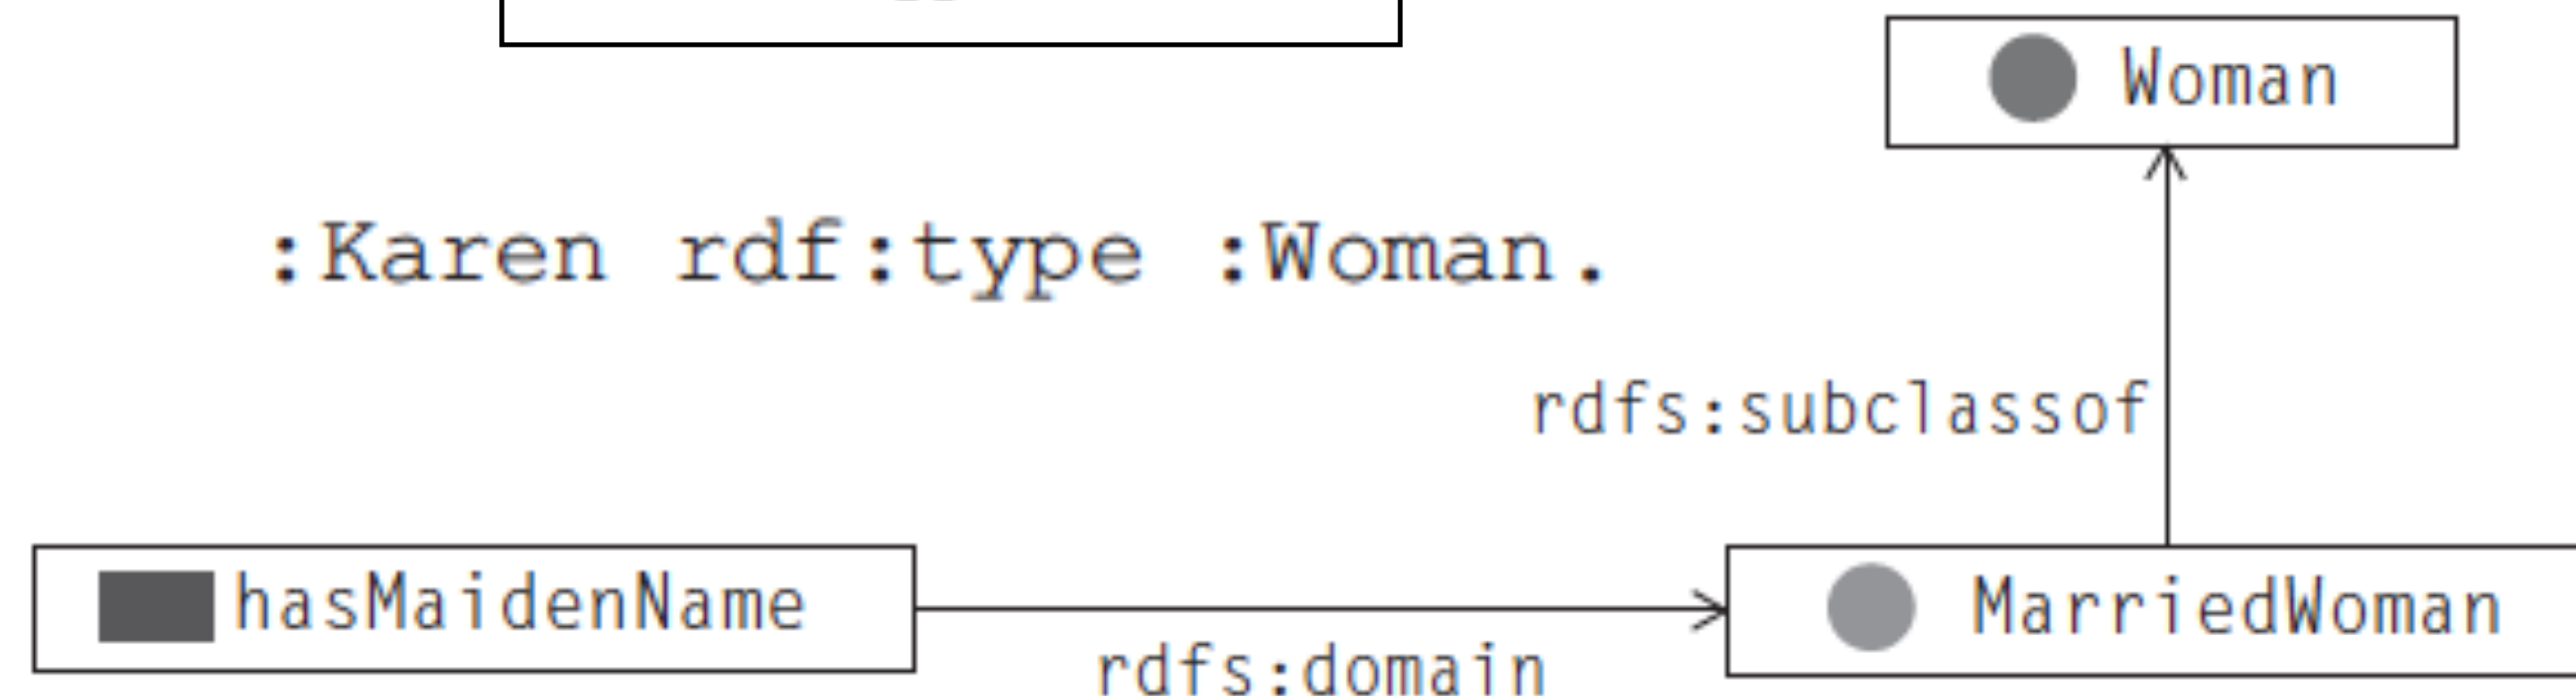 Woman
:Karen rdf:type :Woman.
rdfs:subclassof
hasMaidenName
MarriedWoman
rdfs:domain